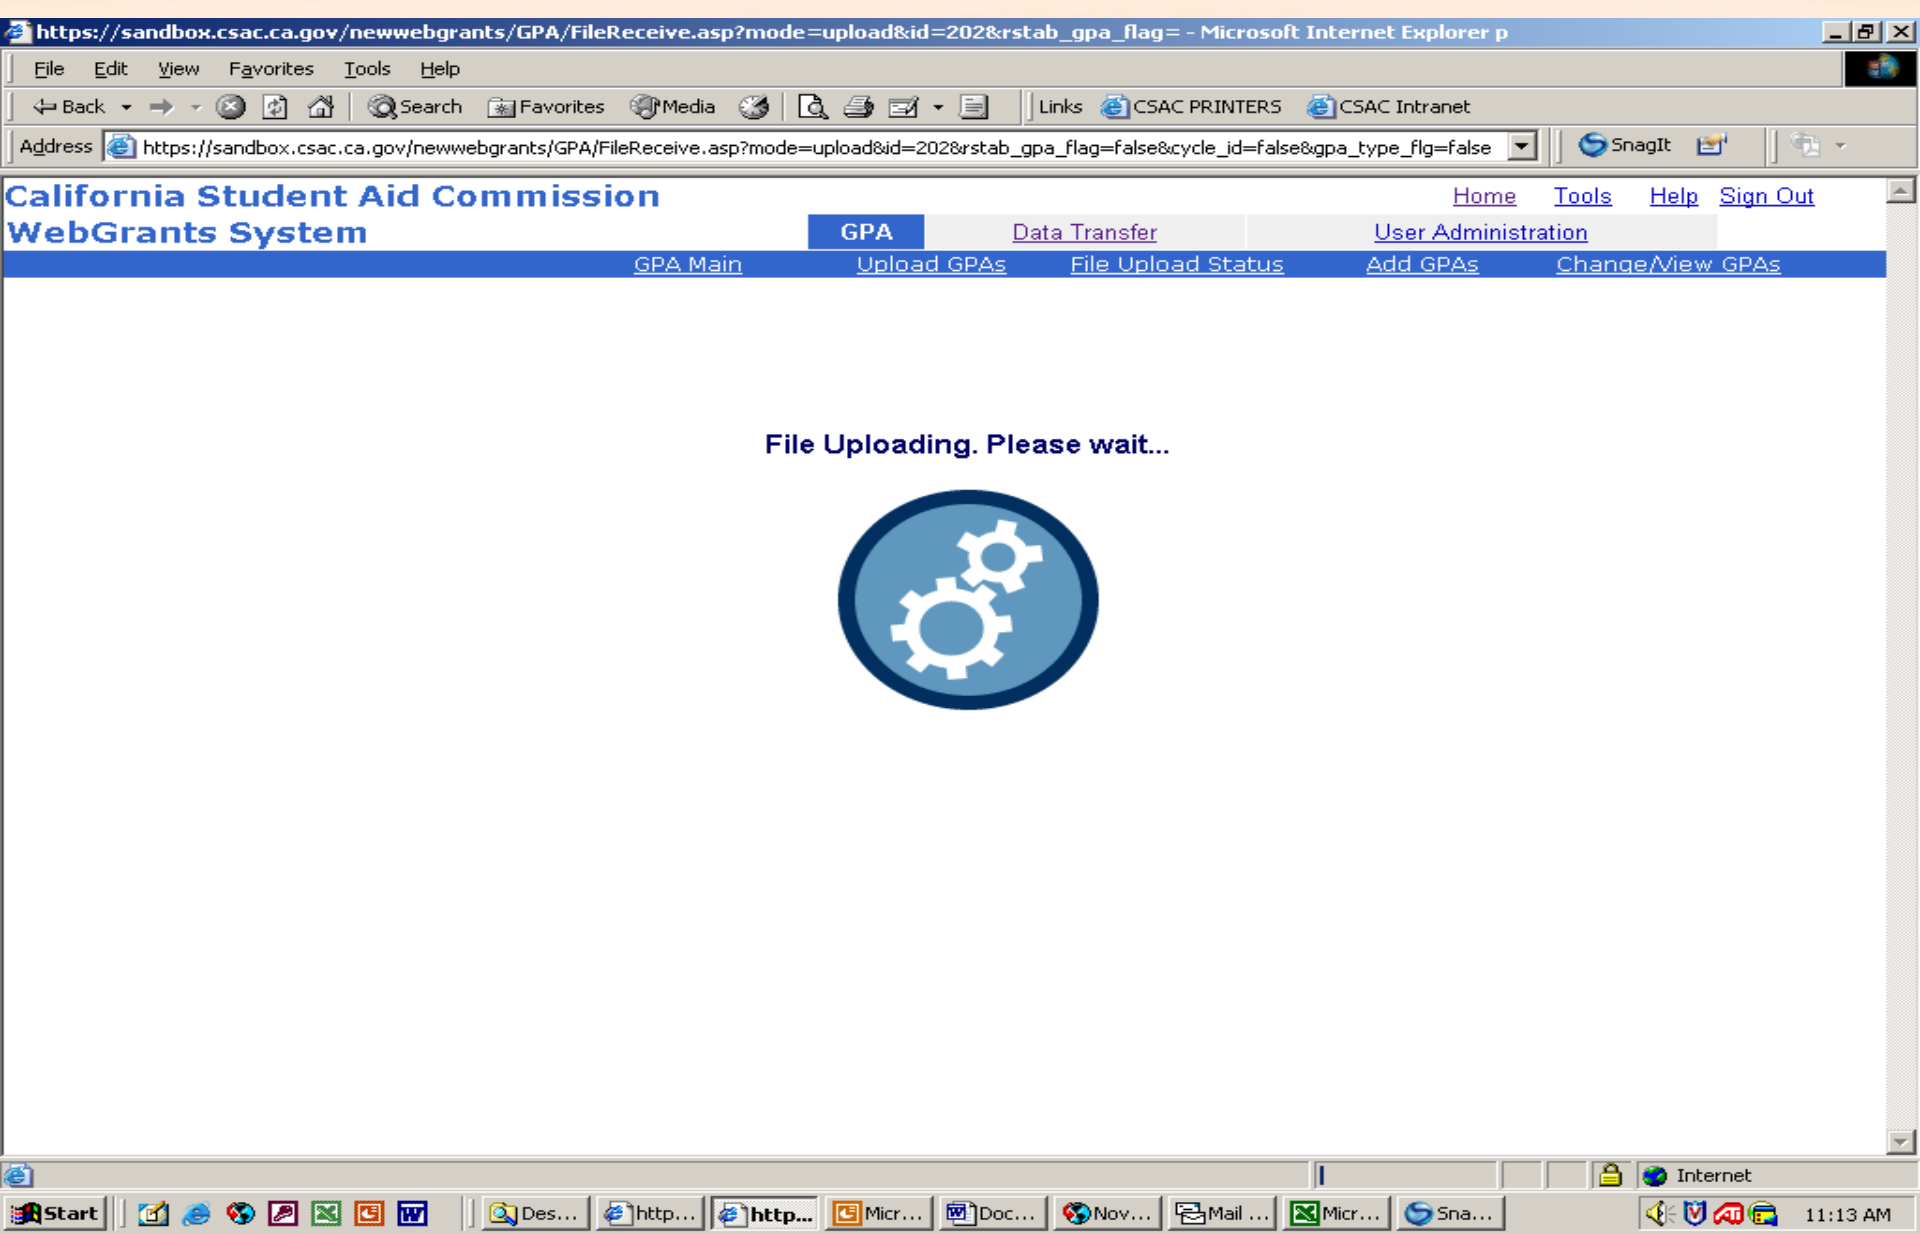 https://sandbox.csac.ca.gov/newwebgrants/GPA/FileReceive.asp?mode=upload&id=202&rstab_gpa_flag= - Microsoft Internet Explorer p
File Edit View Favorites Tools Help
Back Search Favorites Media Links CSAC PRINTERS CSAC Intranet
Address https://sandbox.csac.ca.gov/newwebgrants/GPA/FileReceive.asp?mode=upload&id=202&rstab_gpa_flag=false&cycle_id=false&gpa_type_flg=false SnagIt
California Student Aid Commission
Home Tools Help Sign Out
WebGrants System
GPA Data Transfer User Administration
GPA Main Upload GPAs File Upload Status Add GPAs Change/View GPAs
File Uploading. Please wait...
Internet
Start Des... http... http... Micr... Doc... Nov... Mail ... Micr... Sna... 11:13 AM